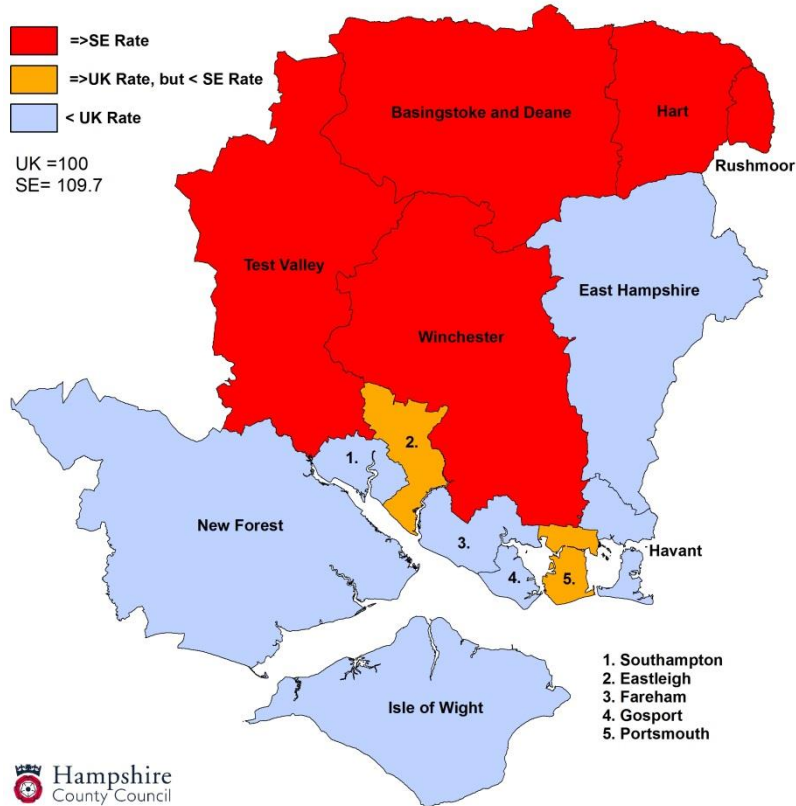 =>SE Rate
=>UK Rate, but < SE Rate
< UK Rate
UK =100
SE= 109.7
Basingstoke and Deane
Hart
Rushmoor
Test Valley
East Hampshire
Winchester
2.
1.
New Forest
3.
Havant
4.
5.
Isle of Wight
1. Southampton
2. Eastleigh
3. Fareham
4. Gosport
5. Portsmouth
Hampshire
County Council